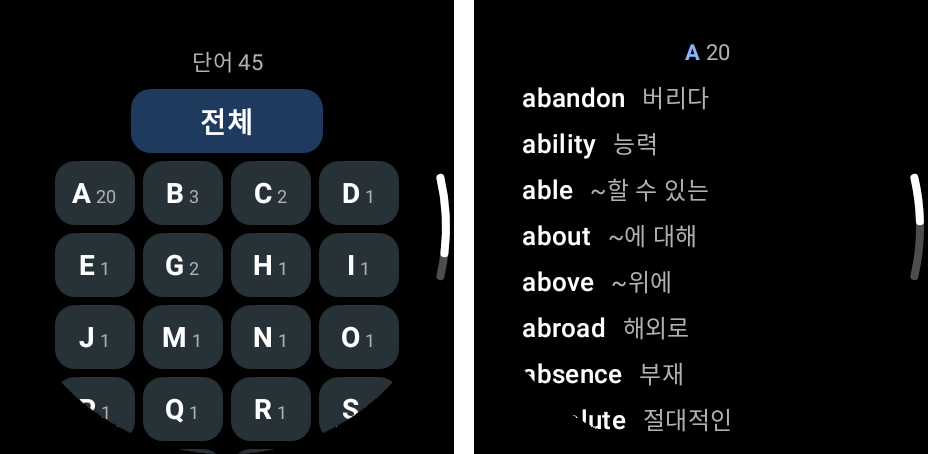 단어 45
전체
A 20 B 3 C 2 D 1
E 1 G 2 H 1 I 1
J 1 M 1 N 1 O 1
Q 1 R 1
A 20
abandon 버리다
ability 능력
able ~할 수 있는
about ~에 대해
above ~위에
abroad 해외로
absence 부재
절대적인